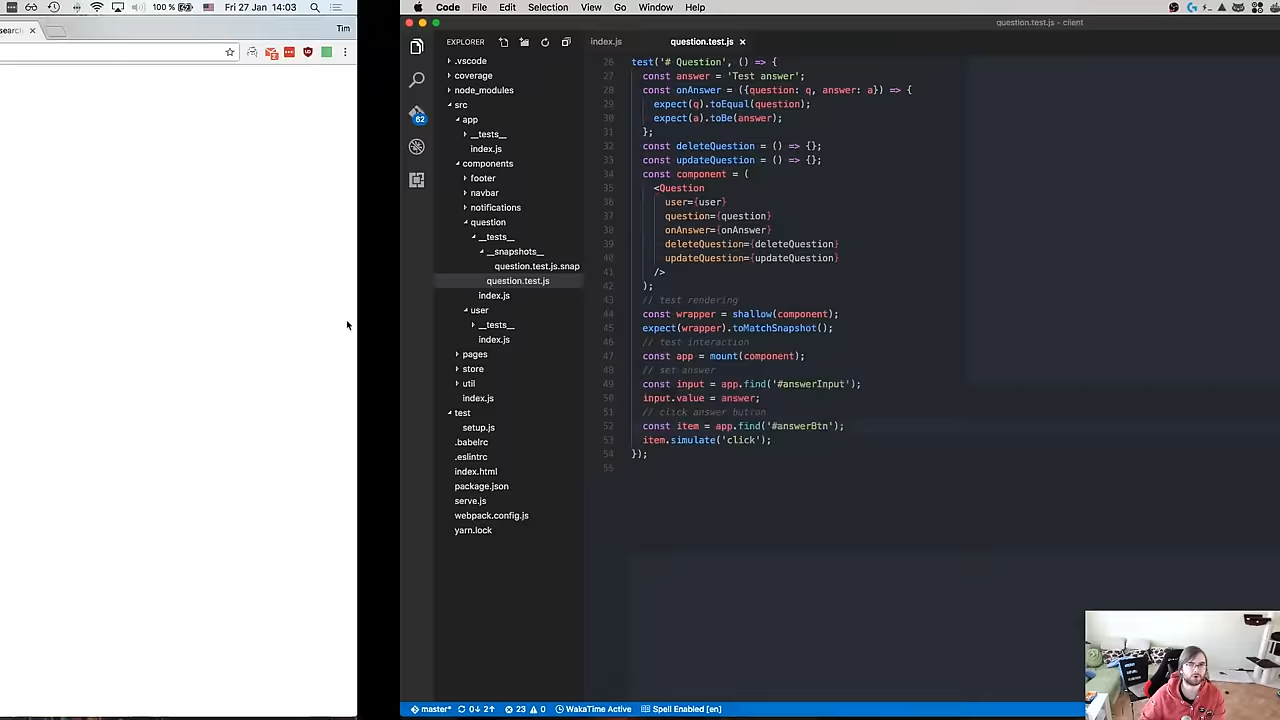 100 %
Fri 27 Jan 14:03
Code File Edit Selection View Go Window Help
search
Tim
question.test.js - client
EXPLORER
index.js
question.test.js
.vscode
coverage
node_modules
src
app
__tests__
index.js
components
footer
navbar
notifications
question
__tests__
__snapshots__
question.test.js.snap
question.test.js
index.js
user
__tests__
index.js
pages
store
util
index.js
test
setup.js
.babelrc
.eslintrc
index.html
package.json
serve.js
webpack.config.js
yarn.lock
62
26 test('# Question', () => {
27 const answer = 'Test answer';
28 const onAnswer = ({question: q, answer: a}) => {
29 expect(q).toEqual(question);
30 expect(a).toBe(answer);
31 };
32 const deleteQuestion = () => {};
33 const updateQuestion = () => {};
34 const component = (
35 <Question
36 user={user}
37 question={question}
38 onAnswer={onAnswer}
39 deleteQuestion={deleteQuestion}
40 updateQuestion={updateQuestion}
41 />
42 );
43 // test rendering
44 const wrapper = shallow(component);
45 expect(wrapper).toMatchSnapshot();
46 // test interaction
47 const app = mount(component);
48 // set answer
49 const input = app.find('#answerInput');
50 input.value = answer;
51 // click answer button
52 const item = app.find('#answerBtn');
53 item.simulate('click');
54 });
55
master* 0↓ 2↑ 23 0 WakaTime Active Spell Enabled [en]